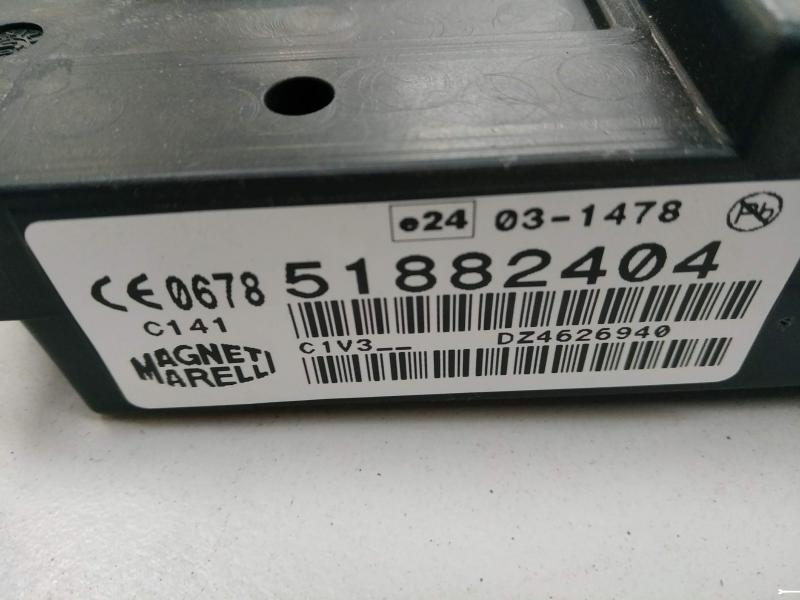 e24 03-1478 Pb
CE0678 51882404
C141
C1V3__ DZ4626940
MAGNETI
MARELLI